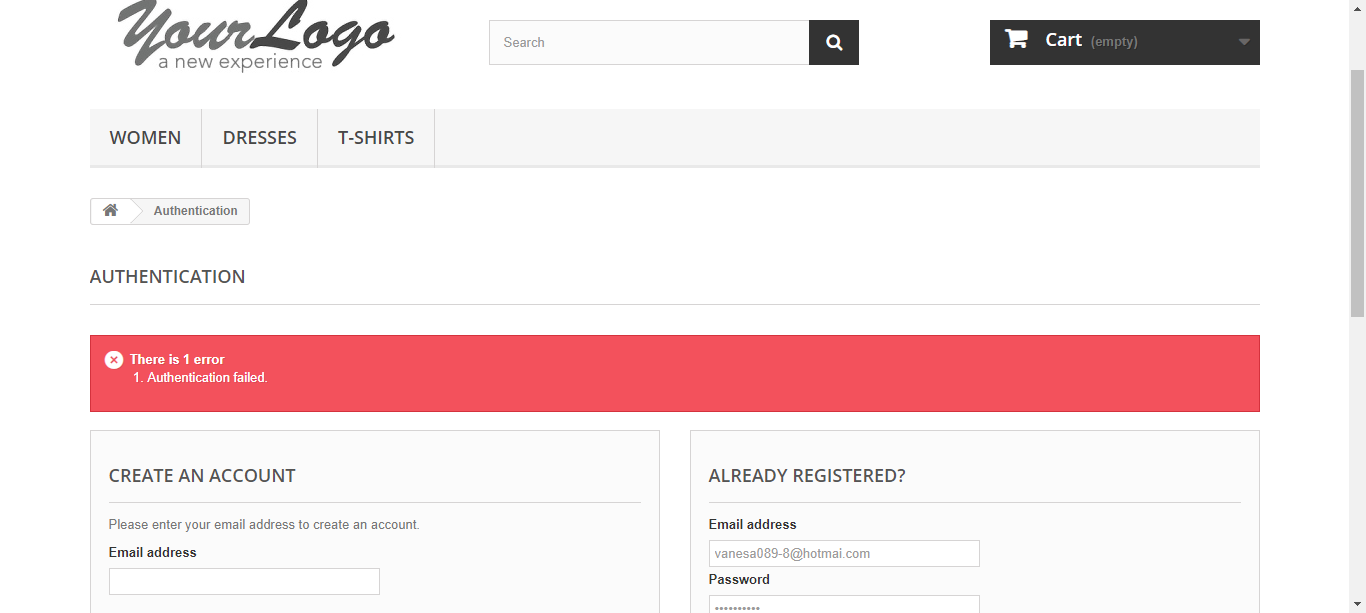 YourLogo
a new experience
Search
Cart (empty)
WOMEN DRESSES T-SHIRTS
Authentication
AUTHENTICATION
There is 1 error
1. Authentication failed.
CREATE AN ACCOUNT
Please enter your email address to create an account.
Email address
ALREADY REGISTERED?
Email address
vanesa089-8@hotmai.com
Password
••••••••••